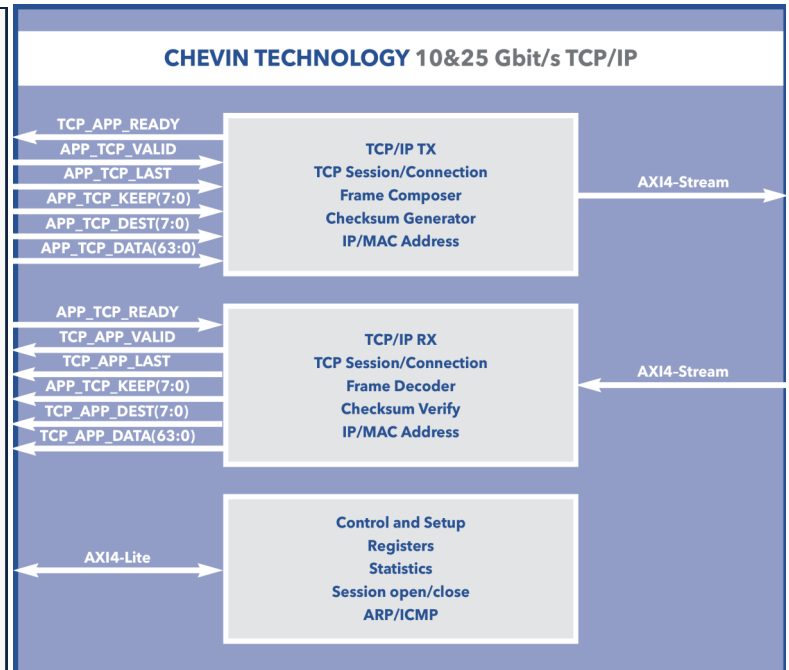 CHEVIN TECHNOLOGY 10&25 Gbit/s TCP/IP
TCP_APP_READY
APP_TCP_VALID
APP_TCP_LAST
APP_TCP_KEEP(7:0)
APP_TCP_DEST(7:0)
APP_TCP_DATA(63:0)
TCP/IP TX
TCP Session/Connection
Frame Composer
Checksum Generator
IP/MAC Address
AXI4-Stream
APP_TCP_READY
TCP_APP_VALID
TCP_APP_LAST
APP_TCP_KEEP(7:0)
TCP_APP_DEST(7:0)
TCP_APP_DATA(63:0)
TCP/IP RX
TCP Session/Connection
Frame Decoder
Checksum Verify
IP/MAC Address
AXI4-Stream
AXI4-Lite
Control and Setup
Registers
Statistics
Session open/close
ARP/ICMP